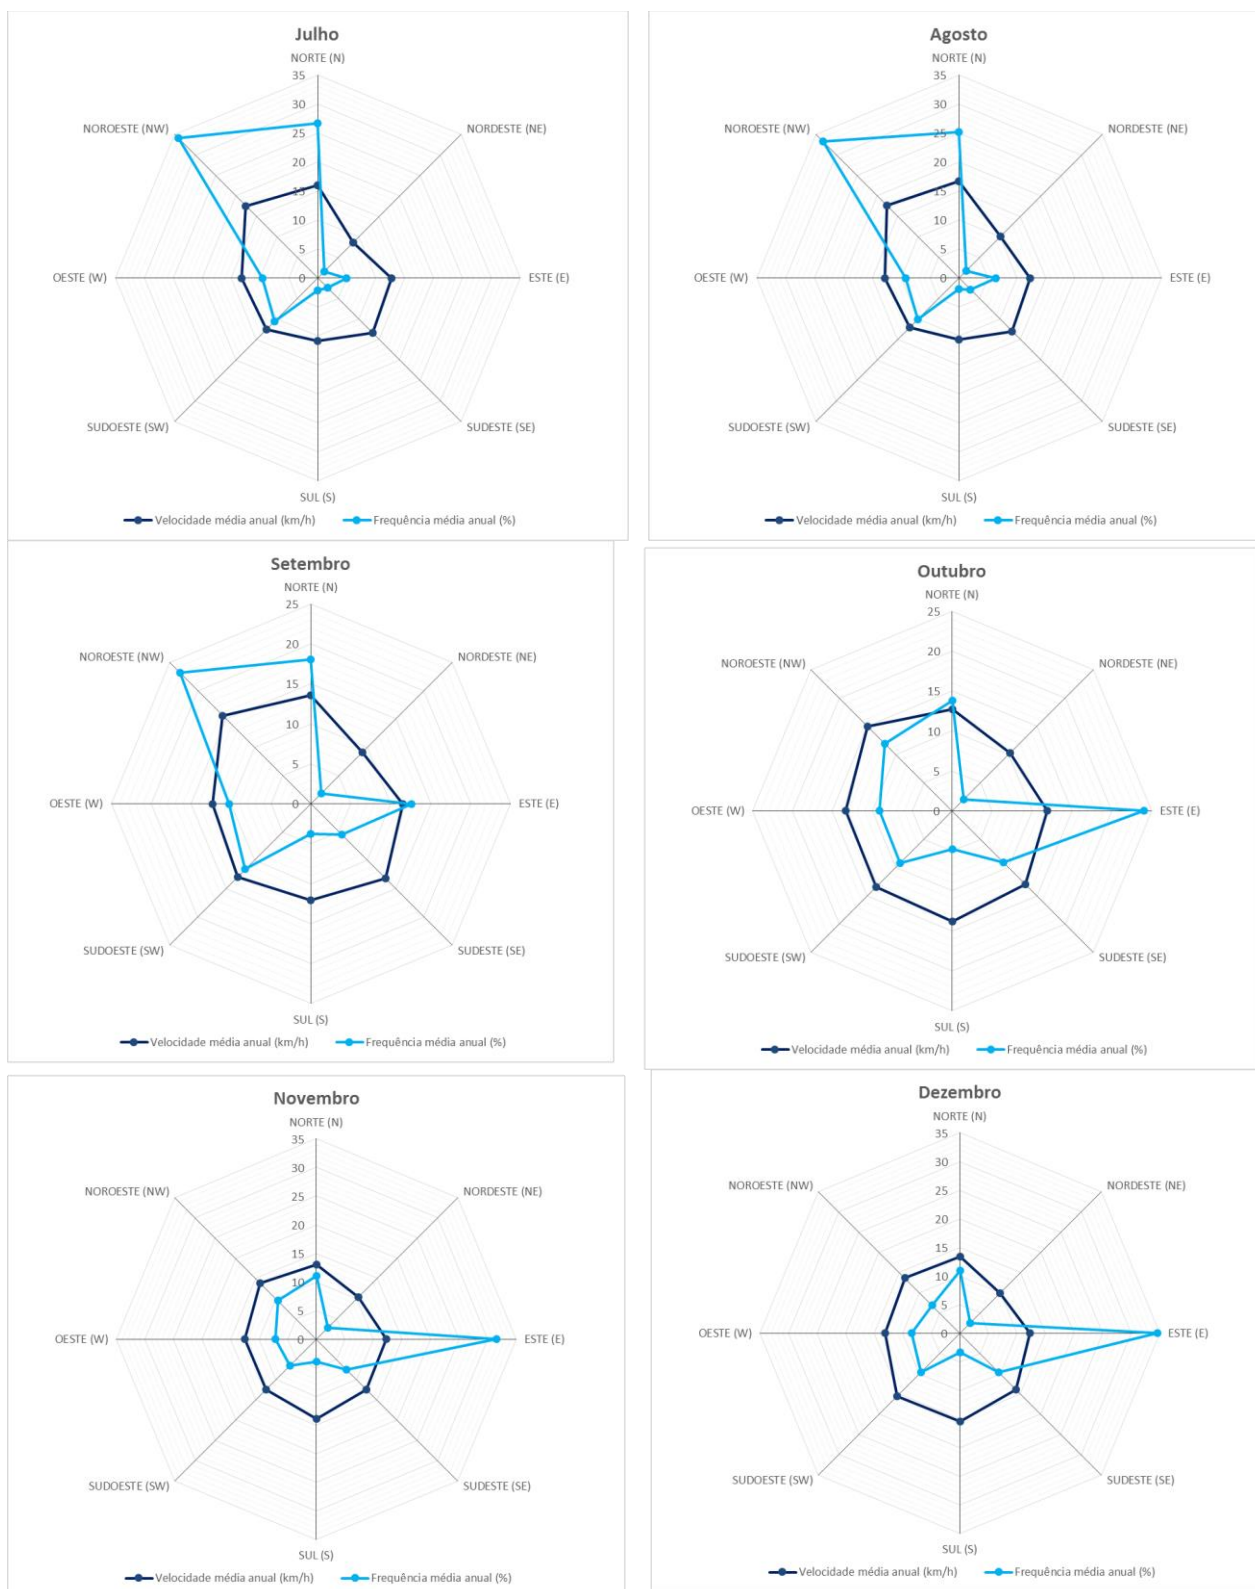 Julho
NORTE (N)
35
30
NOROESTE (NW)
NORDESTE (NE)
25
20
15
10
5
OESTE (W)
0
ESTE (E)
SUDOESTE (SW)
SUDESTE (SE)
SUL (S)
Velocidade média anual (km/h)
Frequência média anual (%)
Agosto
NORTE (N)
35
30
NOROESTE (NW)
NORDESTE (NE)
25
20
15
10
5
OESTE (W)
0
ESTE (E)
SUDOESTE (SW)
SUDESTE (SE)
SUL (S)
Velocidade média anual (km/h)
Frequência média anual (%)
Setembro
NORTE (N)
25
20
NOROESTE (NW)
NORDESTE (NE)
15
10
5
OESTE (W)
0
ESTE (E)
SUDOESTE (SW)
SUDESTE (SE)
SUL (S)
Velocidade média anual (km/h)
Frequência média anual (%)
Outubro
NORTE (N)
25
20
NOROESTE (NW)
NORDESTE (NE)
15
10
5
OESTE (W)
0
ESTE (E)
SUDOESTE (SW)
SUDESTE (SE)
SUL (S)
Velocidade média anual (km/h)
Frequência média anual (%)
Novembro
NORTE (N)
35
30
NOROESTE (NW)
NORDESTE (NE)
25
20
15
10
5
OESTE (W)
0
ESTE (E)
SUDOESTE (SW)
SUDESTE (SE)
SUL (S)
Velocidade média anual (km/h)
Frequência média anual (%)
Dezembro
NORTE (N)
35
30
NOROESTE (NW)
NORDESTE (NE)
25
20
15
10
5
OESTE (W)
0
ESTE (E)
SUDOESTE (SW)
SUDESTE (SE)
SUL (S)
Velocidade média anual (km/h)
Frequência média anual (%)